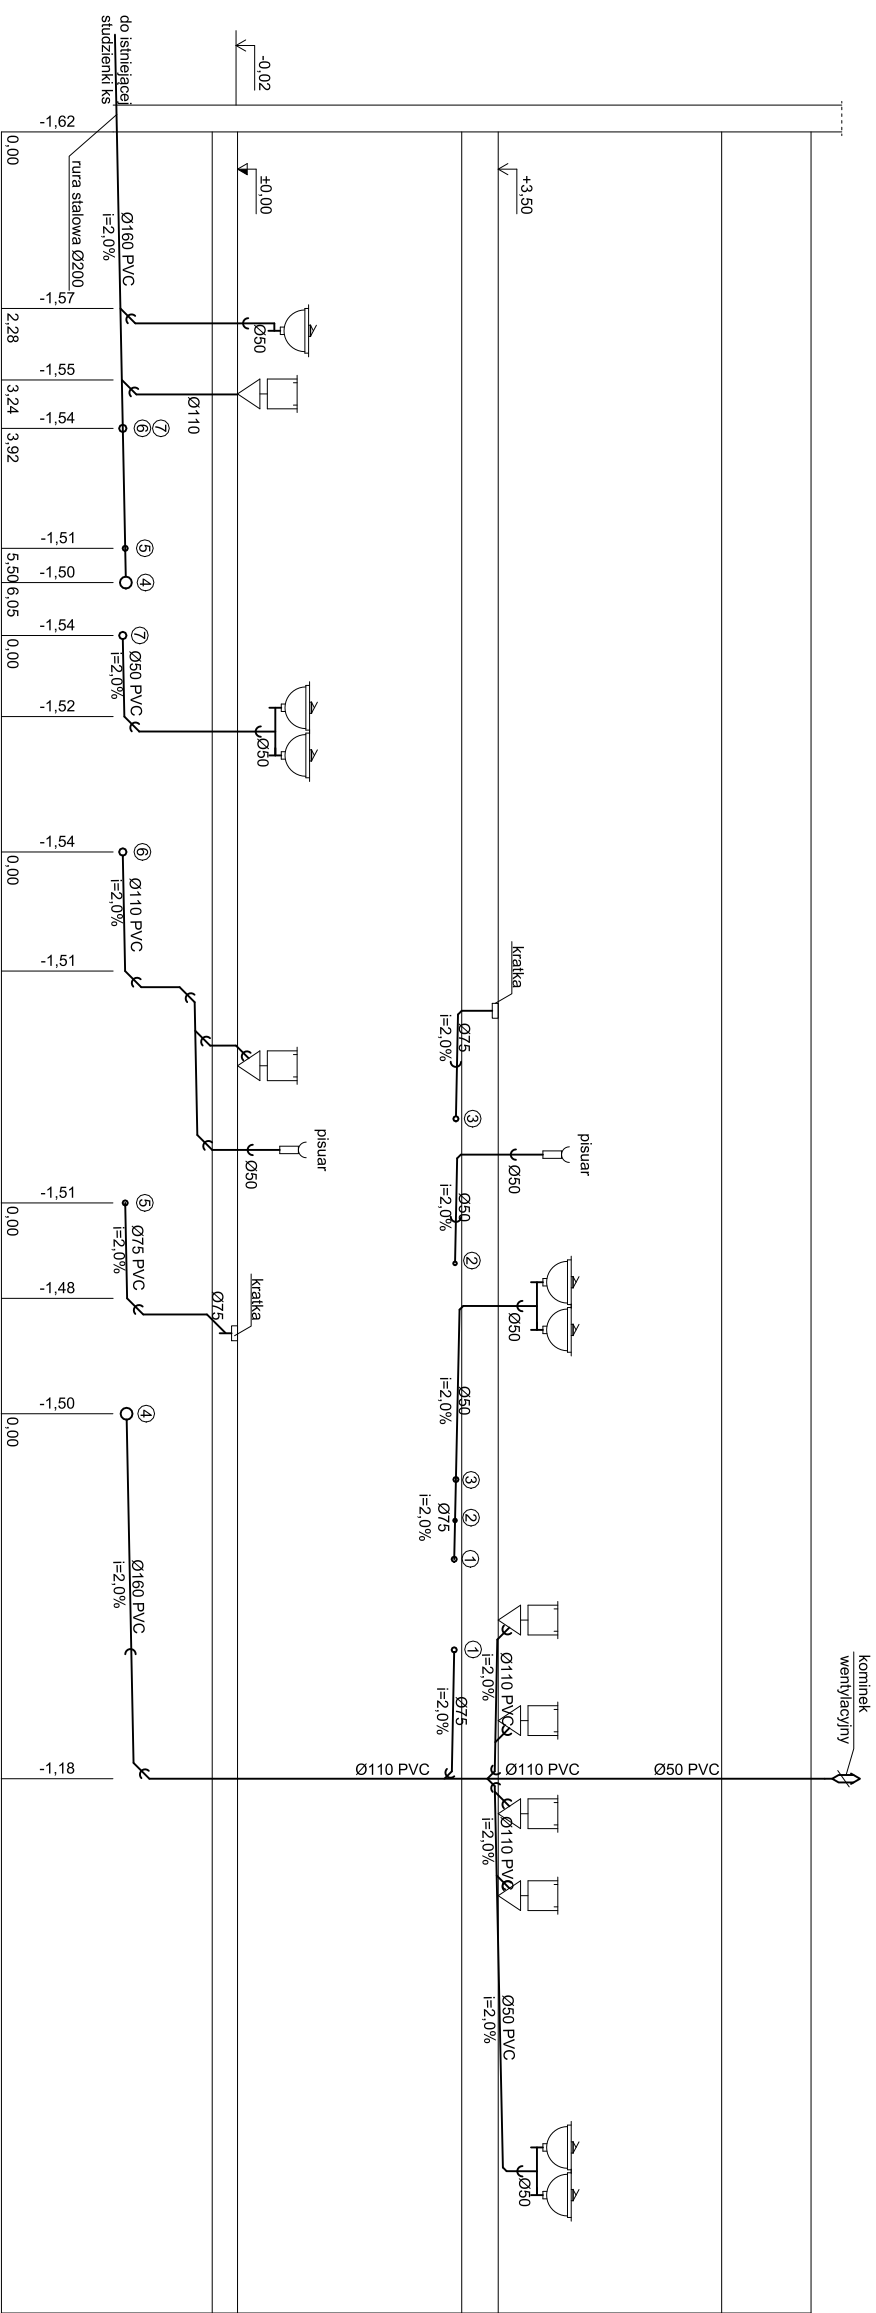 do istniejącej
studzienki ks
-0,02
-1,62
0,00
rura stalowa Ø200
±0,00
+3,50
Ø160 PVC
i=2,0%
-1,57
2,28
Ø50
-1,55
3,24
Ø110
-1,54
3,92
6
7
-1,51
5,50
5
-1,50
6,05
4
-1,54
0,00
7
Ø50 PVC
i=2,0%
-1,52
Ø50
-1,54
0,00
6
Ø110 PVC
i=2,0%
-1,51
pisuar
Ø50
kratka
Ø75
i=2,0%
3
pisuar
Ø50
Ø50
i=2,0%
2
-1,51
0,00
5
Ø75 PVC
i=2,0%
-1,48
Ø75
kratka
Ø50
Ø50
i=2,0%
3
Ø75
i=2,0%
2
1
-1,50
0,00
4
Ø160 PVC
i=2,0%
-1,18
1
Ø75
i=2,0%
Ø110 PVC
i=2,0%
kominek
wentylacyjny
Ø110 PVC
Ø110 PVC
Ø50 PVC
Ø110 PVC
i=2,0%
Ø50 PVC
i=2,0%
Ø50